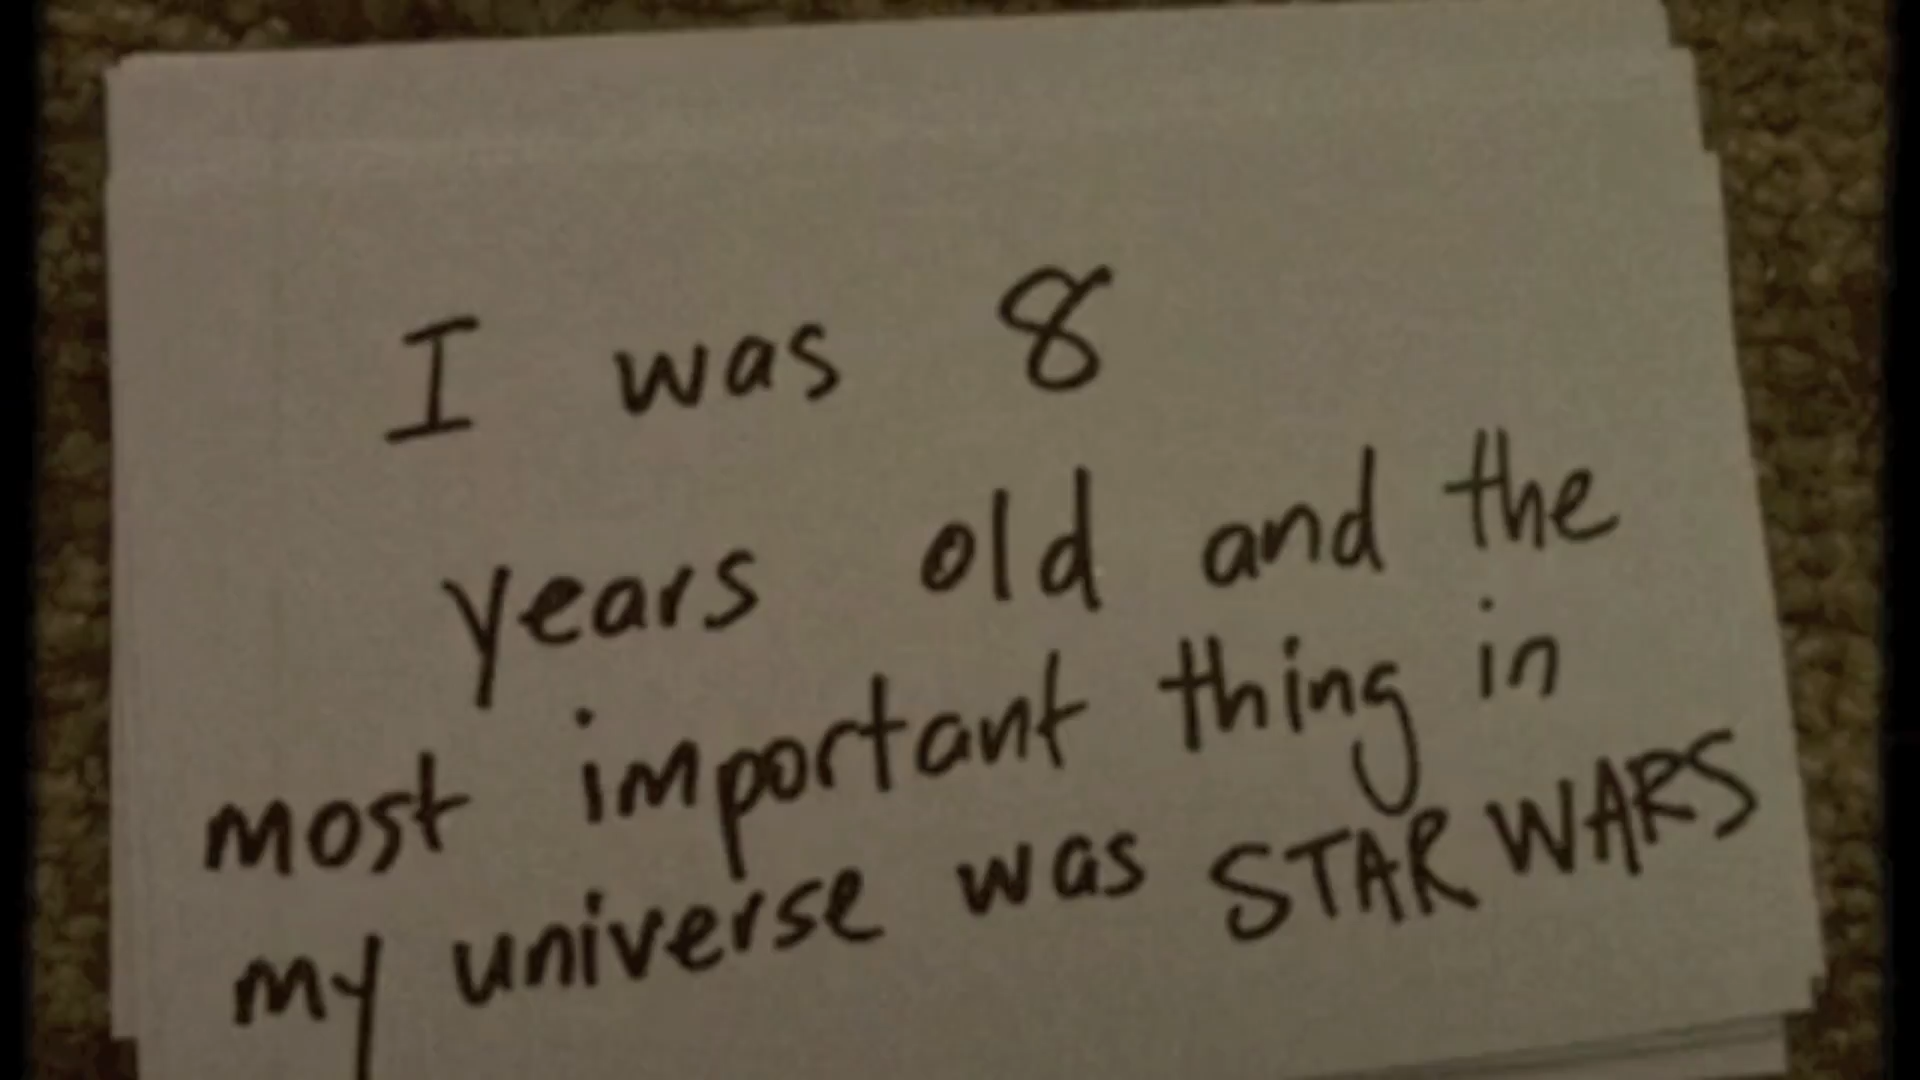 I was 8
years old and the
most important thing in
my universe was STAR WARS